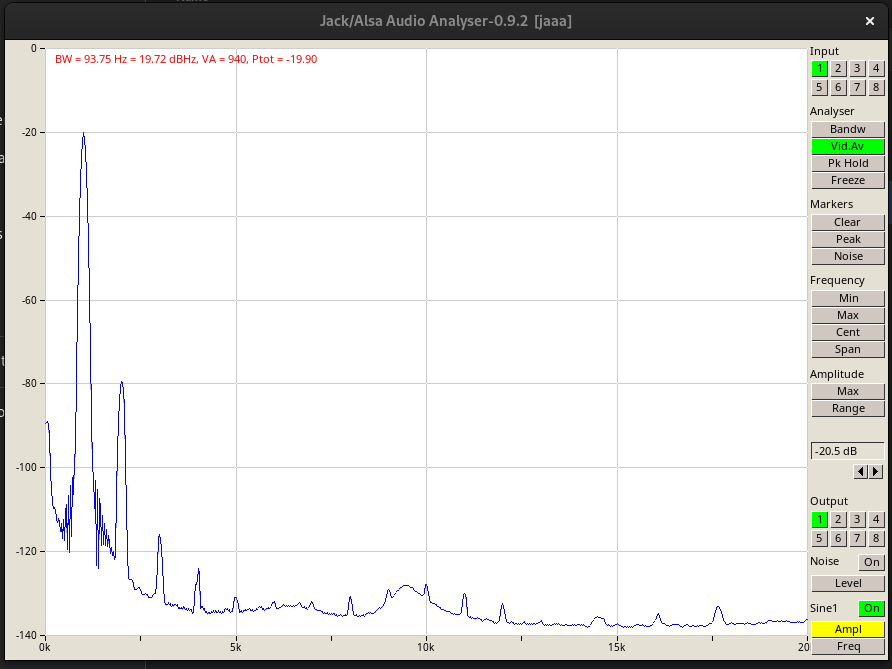 Jack/Alsa Audio Analyser-0.9.2 [jaaa] ×
BW = 93.75 Hz = 19.72 dBHz, VA = 940, Ptot = -19.90
0
-20
-40
-60
-80
-100
-120
-140
0k 5k 10k 15k 20
Input
1 2 3 4
5 6 7 8
Analyser
Bandw
Vid.Av
Pk Hold
Freeze
Markers
Clear
Peak
Noise
Frequency
Min
Max
Cent
Span
Amplitude
Max
Range
-20.5 dB
Output
1 2 3 4
5 6 7 8
Noise On
Level
Sine1 On
Ampl
Freq